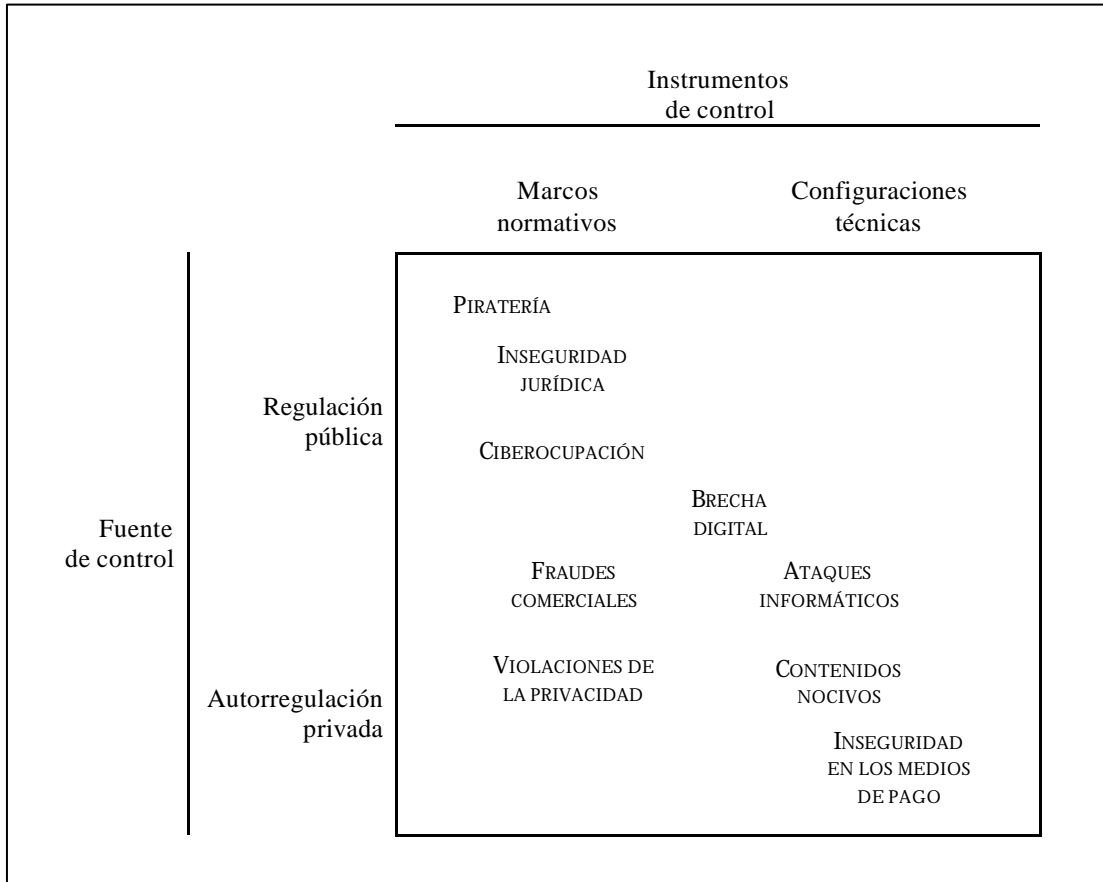 Instrumentos
de control
Marcos
normativos
Configuraciones
técnicas
PIRATERÍA
INSEGURIDAD
JURÍDICA
Regulación
pública
CIBEROCUPACIÓN
BRECHA
DIGITAL
Fuente
de control
FRAUDES
COMERCIALES
ATAQUES
INFORMÁTICOS
VIOLACIONES DE
LA PRIVACIDAD
CONTENIDOS
NOCIVOS
Autorregulación
privada
INSEGURIDAD
EN LOS MEDIOS
DE PAGO